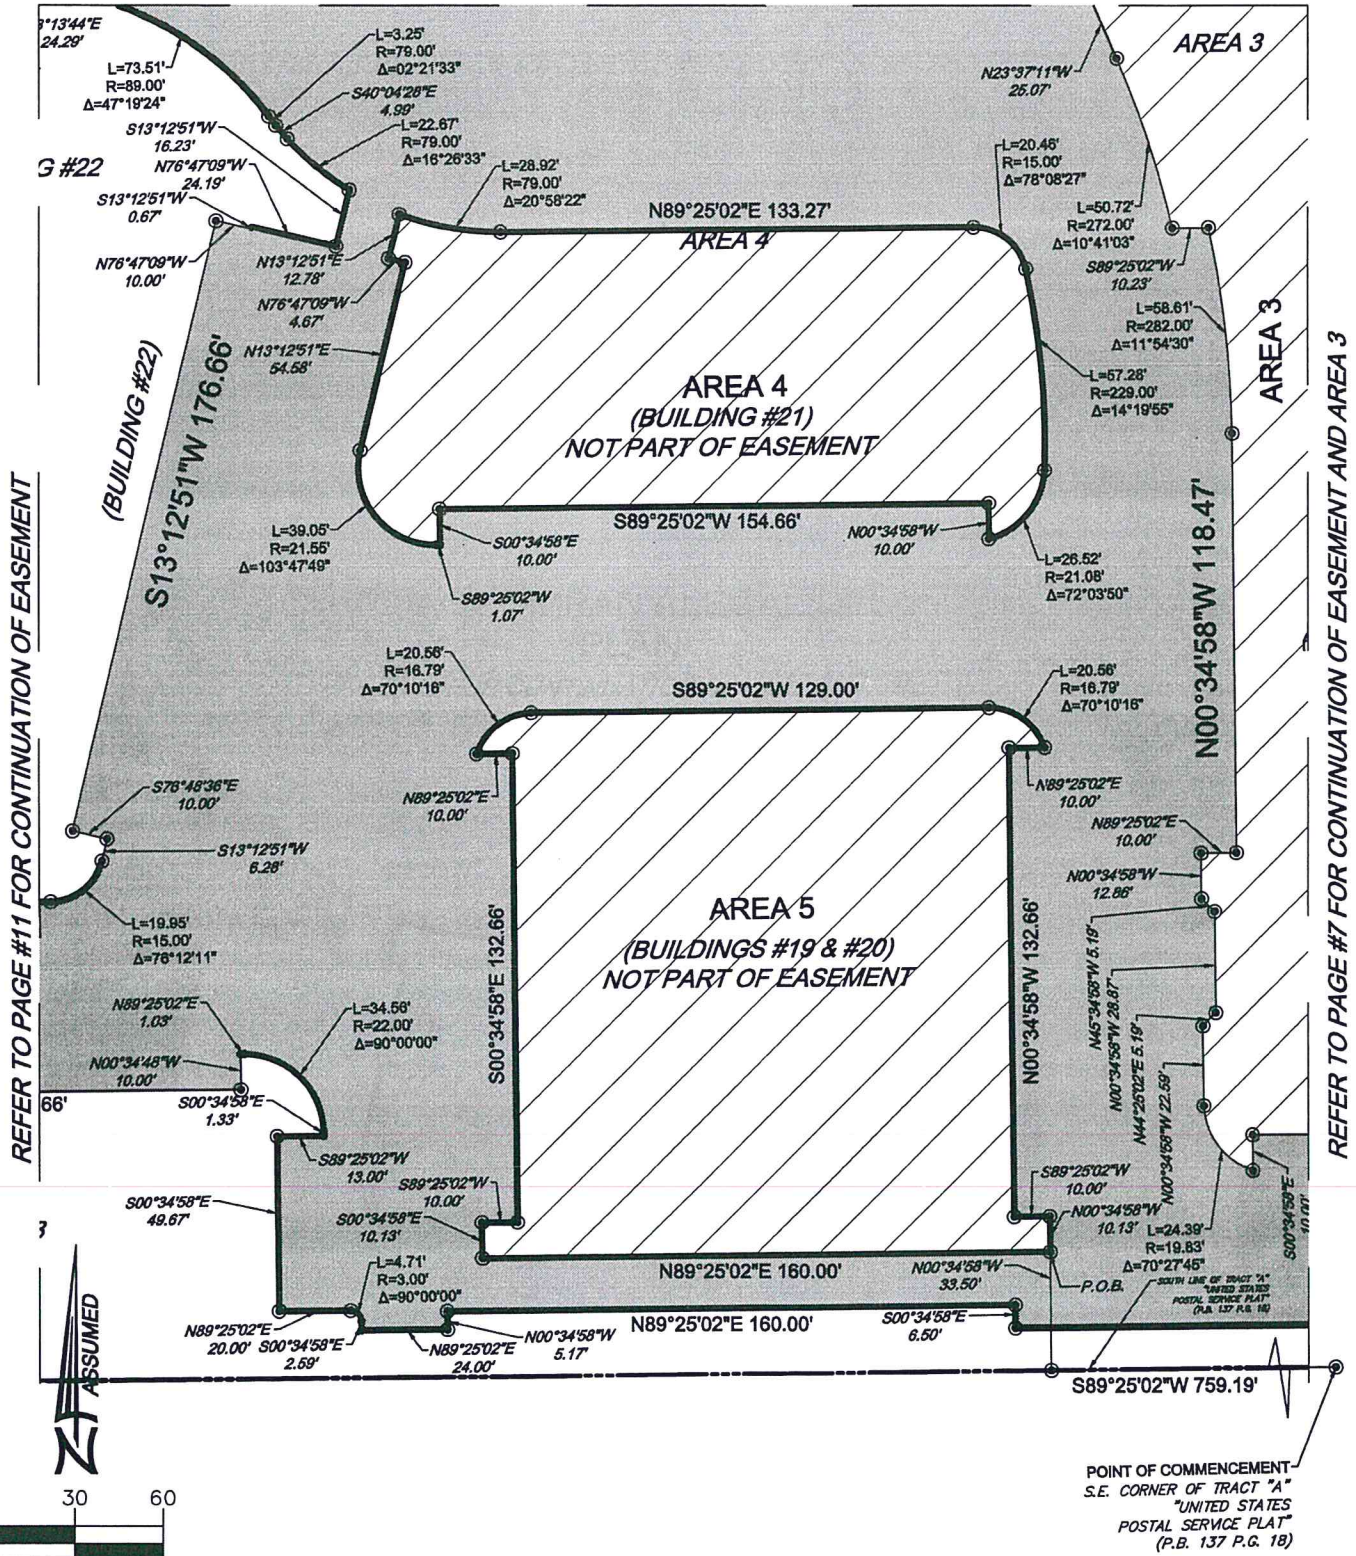 3°13'44"E
24.29'
L=73.51'
R=89.00'
Δ=47°19'24"
L=3.25'
R=79.00'
Δ=02°21'33"
S40°04'28"E
4.99'
L=22.67'
R=79.00'
Δ=16°26'33"
S13°12'51"W
16.23'
G #22
N76°47'09"W
24.19'
S13°12'51"W
0.67'
N76°47'09"W
10.00'
L=28.92'
R=79.00'
Δ=20°58'22"
N89°25'02"E 133.27'
AREA 4
N13°12'51"E
12.78'
N76°47'09"W
4.67'
N13°12'51"E
54.58'
AREA 3
N23°37'11"W
25.07'
L=20.46'
R=15.00'
Δ=78°08'27"
L=50.72'
R=272.00'
Δ=10°41'03"
S89°25'02"W
10.23'
L=58.61'
R=282.00'
Δ=11°54'30"
L=57.28'
R=229.00'
Δ=14°19'55"
AREA 3
(BUILDING #22)
S13°12'51"W 176.66'
AREA 4
(BUILDING #21)
NOT PART OF EASEMENT
S89°25'02"W 154.66'
L=39.05'
R=21.55'
Δ=103°47'49"
S00°34'58"E
10.00'
S89°25'02"W
1.07'
N00°34'58"W
10.00'
L=26.52'
R=21.08'
Δ=72°03'50"
N00°34'58"W 118.47'
REFER TO PAGE #11 FOR CONTINUATION OF EASEMENT
REFER TO PAGE #7 FOR CONTINUATION OF EASEMENT AND AREA 3
L=20.56'
R=16.79'
Δ=70°10'16"
S89°25'02"W 129.00'
L=20.56'
R=16.79'
Δ=70°10'16"
N89°25'02"E
10.00'
N89°25'02"E
10.00'
S76°48'36"E
10.00'
S13°12'51"W
6.28'
L=19.95'
R=15.00'
Δ=76°12'11"
N89°25'02"E
10.00'
N00°34'58"W
12.86'
N45°34'58"W 5.19'
N00°34'58"W 28.87'
N44°25'02"E 5.19'
N00°34'58"W 22.59'
AREA 5
(BUILDINGS #19 & #20)
NOT PART OF EASEMENT
S00°34'58"E 132.66'
N00°34'58"W 132.66'
N89°25'02"E
1.03'
L=34.56'
R=22.00'
Δ=90°00'00"
N00°34'48"W
10.00'
66'
S00°34'58"E
1.33'
S89°25'02"W
13.00'
S89°25'02"W
10.00'
S00°34'58"E
10.13'
S00°34'58"E
49.67'
L=4.71'
R=3.00'
Δ=90°00'00"
S89°25'02"W
10.00'
N00°34'58"W
10.13'
L=24.39'
R=19.83'
Δ=70°27'45"
S00°34'58"E
10.00'
N89°25'02"E 160.00'
N00°34'58"W
33.50'
P.O.B.
SOUTH LINE OF TRACT "A"
"UNITED STATES
POSTAL SERVICE PLAT"
(P.B. 137 P.G. 18)
N89°25'02"E 160.00'
S00°34'58"E
6.50'
N89°25'02"E
20.00'
S00°34'58"E
2.59'
N89°25'02"E
24.00'
N00°34'58"W
5.17'
S89°25'02"W 759.19'
ASSUMED
N
POINT OF COMMENCEMENT
S.E. CORNER OF TRACT "A"
"UNITED STATES
POSTAL SERVICE PLAT"
(P.B. 137 P.G. 18)
30 60